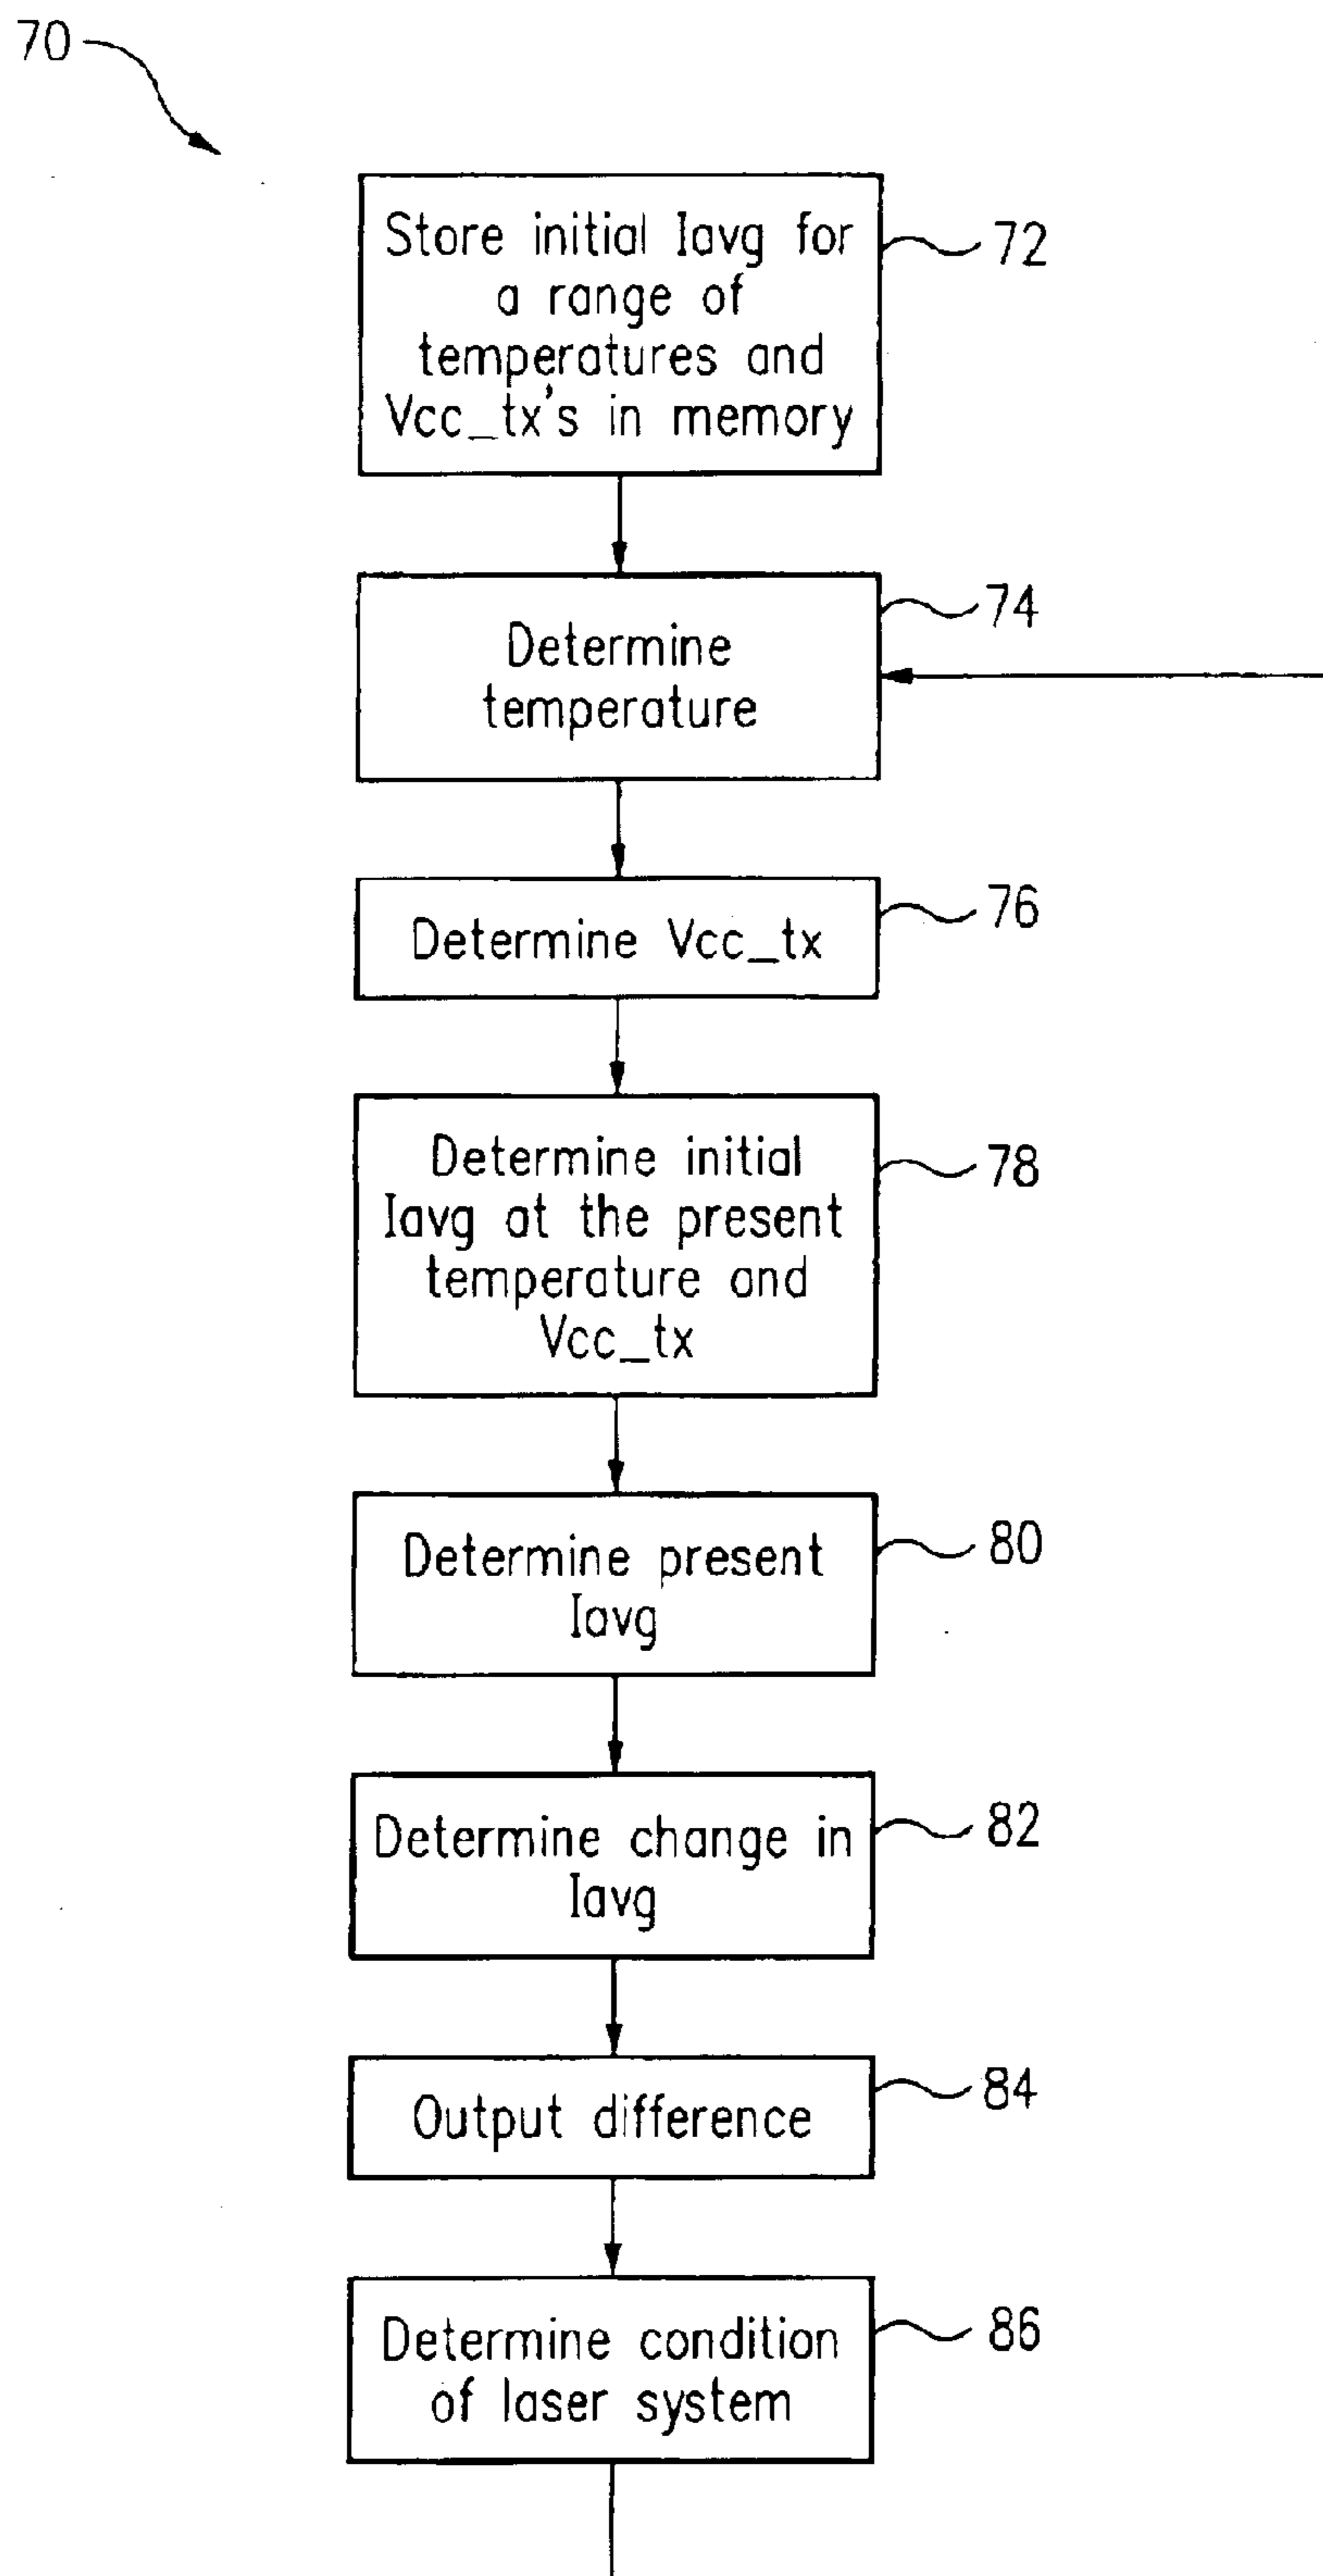 70
Store initial Iavg for
a range of
temperatures and
Vcc_tx's in memory
72
Determine
temperature
74
Determine Vcc_tx
76
Determine initial
Iavg at the present
temperature and
Vcc_tx
78
Determine present
Iavg
80
Determine change in
Iavg
82
Output difference
84
Determine condition
of laser system
86